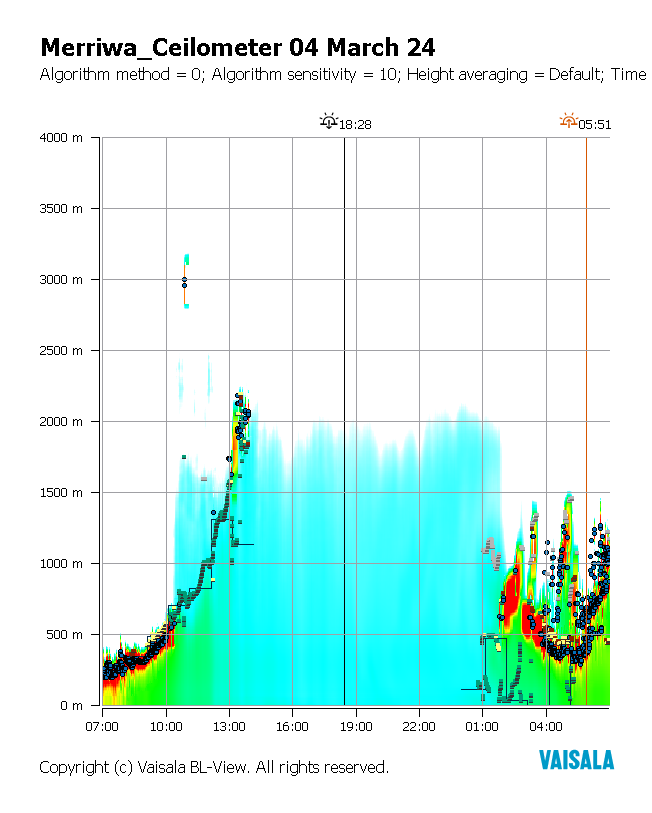 Merriwa_Ceilometer 04 March 24
Algorithm method = 0; Algorithm sensitivity = 10; Height averaging = Default; Time
18:28
05:51
4000 m
3500 m
3000 m
2500 m
2000 m
1500 m
1000 m
500 m
0 m
07:00
10:00
13:00
16:00
19:00
22:00
01:00
04:00
Copyright (c) Vaisala BL-View. All rights reserved.
VAISALA